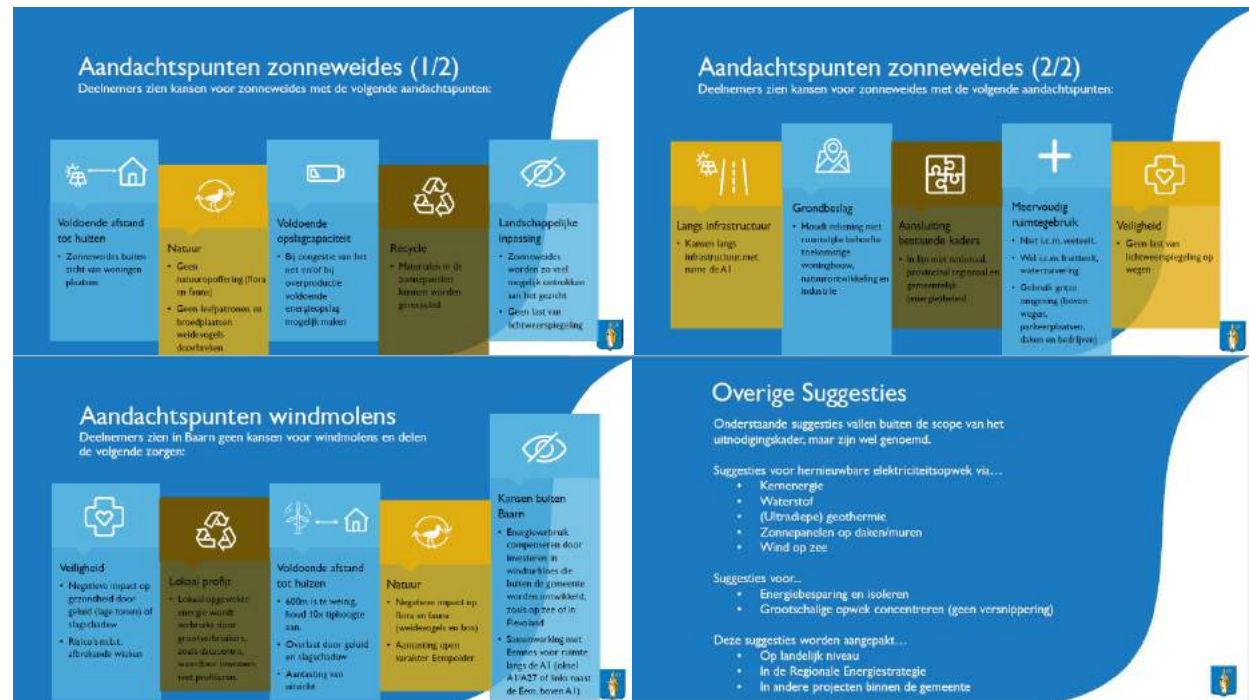 Aandachtspunten zonneweides (1/2)
Deelnemers zien kansen voor zonneweides met de volgende aandachtspunten:
Voldoende afstand
tot huizen
• Zonneweides buiten
zicht van woningen
plaatsen
Natuur
• Geen
natuuropoffering (flora
en fauna)
• Geen leefpatronen en
broedplaatsen
weidevogels
doorbreken
Voldoende
opslagcapaciteit
• Bij congestie van het
net en/of bij
overproductie
voldoende
energieopslag
mogelijk maken
Recycle
• Materialen in de
zonnepanelen
kunnen worden
gerecycled
Landschappelijke
inpassing
• Zonneweides
worden zo veel
mogelijk onttrokken
aan het gezicht
• Geen last van
lichtweerspiegeling
Aandachtspunten zonneweides (2/2)
Deelnemers zien kansen voor zonneweides met de volgende aandachtspunten:
Langs infrastructuur
• Kansen langs
infrastructuur, met
name de A1
Grondbeslag
• Houdt rekening met
ruimtelijke behoefte
toekomstige
woningbouw,
natuurontwikkeling en
industrie
Aansluiting
bestaande kaders
• In lijn met nationaal,
provinciaal regionaal en
gemeentelijk
(energie)beleid
Meervoudig
ruimtegebruik
• Niet i.c.m. veeteelt.
• Wel i.c.m. fruitteelt,
waterzuivering
• Gebruik grijze
omgeving (boven
wegen,
parkeerplaatsen,
daken en bedrijven)
Veiligheid
• Geen last van
lichtweerspiegeling op
wegen
Aandachtspunten windmolens
Deelnemers zien in Baarn geen kansen voor windmolens en delen
de volgende zorgen:
Veiligheid
• Negatieve impact op
gezondheid door
geluid (lage tonen) of
slagschaduw
• Risico's m.b.t.
afbrekende wieken
Lokaal profijt
• Lokaal opgewekte
energie wordt
verbruikt door
grootverbruikers,
zoals datacentra,
waardoor inwoners
niet profiteren.
Voldoende afstand
tot huizen
• 600m is te weinig,
houd 10x tiphoogte
aan.
• Overlast door geluid
en slagschaduw
• Aantasting van
uitzicht
Natuur
• Negatieve impact op
flora en fauna
(weidevogels en bos)
• Aantasting open
karakter Eempolder
Kansen buiten
Baarn
• Energieverbruik
compenseren door
investeren in
windturbines die
buiten de gemeente
worden ontwikkeld,
zoals op zee of in
Flevoland
• Samenwerking met
Eemnes voor ruimte
langs de A1 (oksel
A1/A27 of links naast
de Eem, boven A1)
Overige Suggesties
Onderstaande suggesties vallen buiten de scope van het
uitnodigingskader, maar zijn wel genoemd.
Suggesties voor hernieuwbare elektriciteitsopwek via…
• Kernenergie
• Waterstof
• (Ultradiepe) geothermie
• Zonnepanelen op daken/muren
• Wind op zee
Suggesties voor…
• Energiebesparing en isoleren
• Grootschalige opwek concentreren (geen versnippering)
Deze suggesties worden aangepakt…
• Op landelijk niveau
• In de Regionale Energiestrategie
• In andere projecten binnen de gemeente